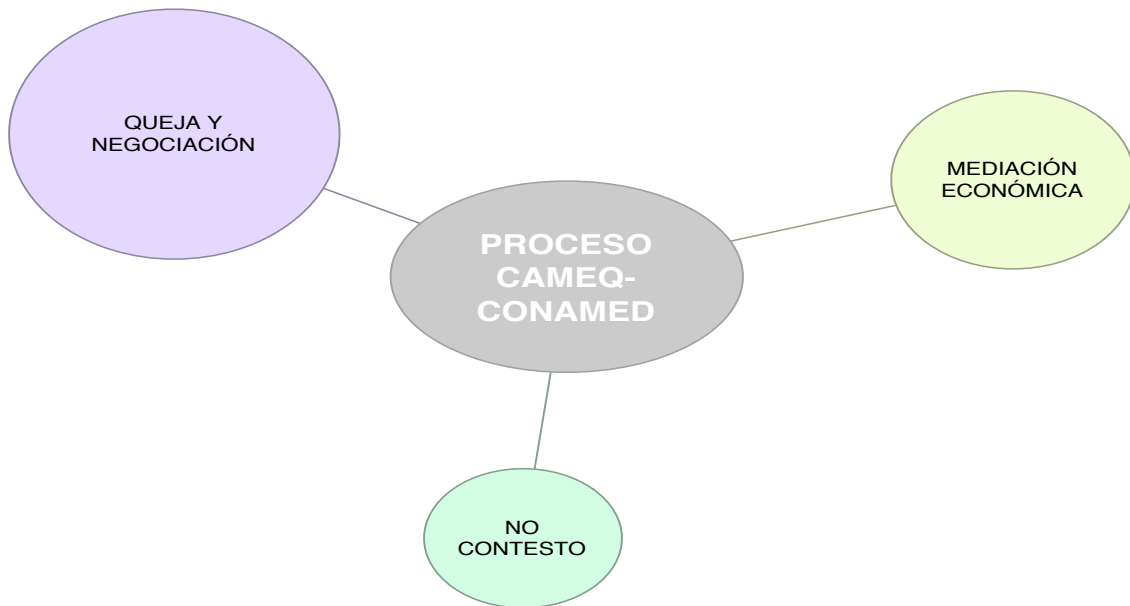 QUEJA Y
NEGOCIACIÓN
MEDIACIÓN
ECONÓMICA
PROCESO
CAMEQ-
CONAMED
NO
CONTESTO